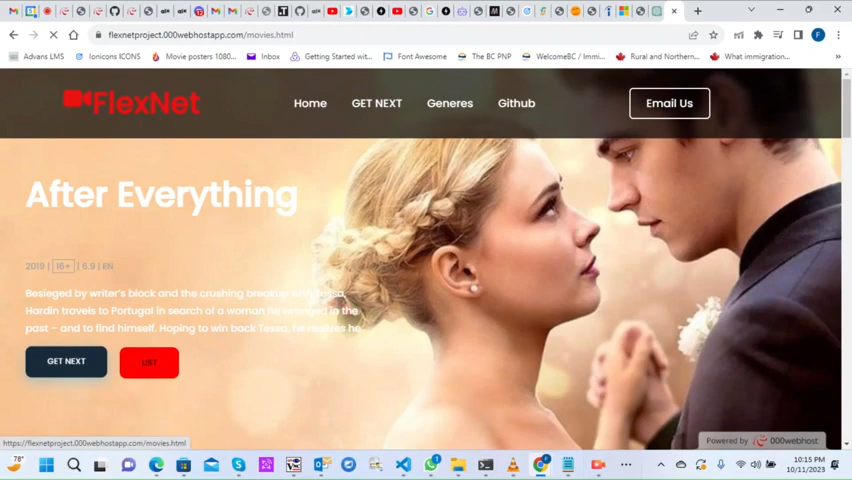 flexnetproject.000webhostapp.com/movies.html
F
Advans LMS
Ionicons ICONS
Movie posters 1080...
Inbox
Getting Started wit...
Font Awesome
The BC PNP
WelcomeBC / Immi...
Rural and Northern...
What immigration...
FlexNet
Home
GET NEXT
Generes
Github
Email Us
After Everything
2019 | 16+ | 6.9 | EN
Besieged by writer's block and the crushing breakup with Tessa,
Hardin travels to Portugal in search of a woman he wronged in the
past – and to find himself. Hoping to win back Tessa, he realizes he
GET NEXT
LIST
Powered by 000webhost
https://flexnetproject.000webhostapp.com/movies.html
78°
10:15 PM
10/11/2023